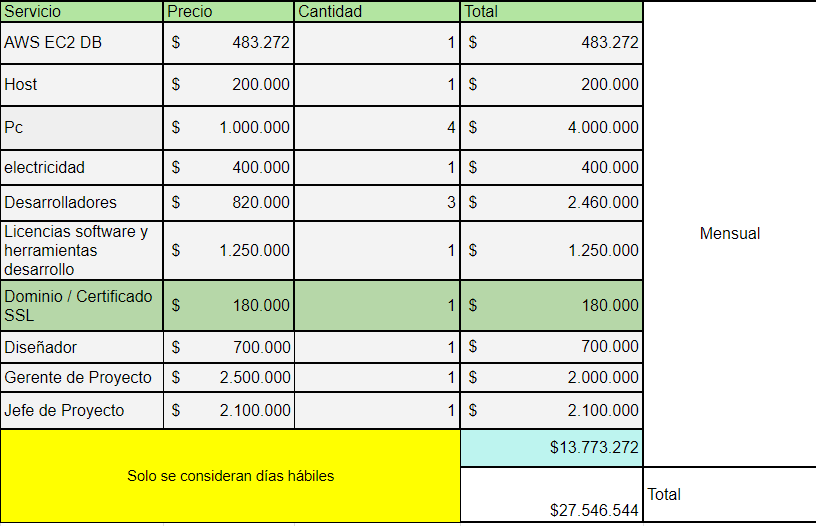 Servicio Precio Cantidad Total
AWS EC2 DB $ 483.272 1 $ 483.272
Host $ 200.000 1 $ 200.000
Pc $ 1.000.000 4 $ 4.000.000
electricidad $ 400.000 1 $ 400.000
Desarrolladores $ 820.000 3 $ 2.460.000
Mensual
Licencias software y
herramientas
desarrollo
$ 1.250.000 1 $ 1.250.000
Dominio / Certificado
SSL
$ 180.000 1 $ 180.000
Diseñador $ 700.000 1 $ 700.000
Gerente de Proyecto $ 2.500.000 1 $ 2.000.000
Jefe de Proyecto $ 2.100.000 1 $ 2.100.000
$13.773.272
Solo se consideran días hábiles
$27.546.544 Total